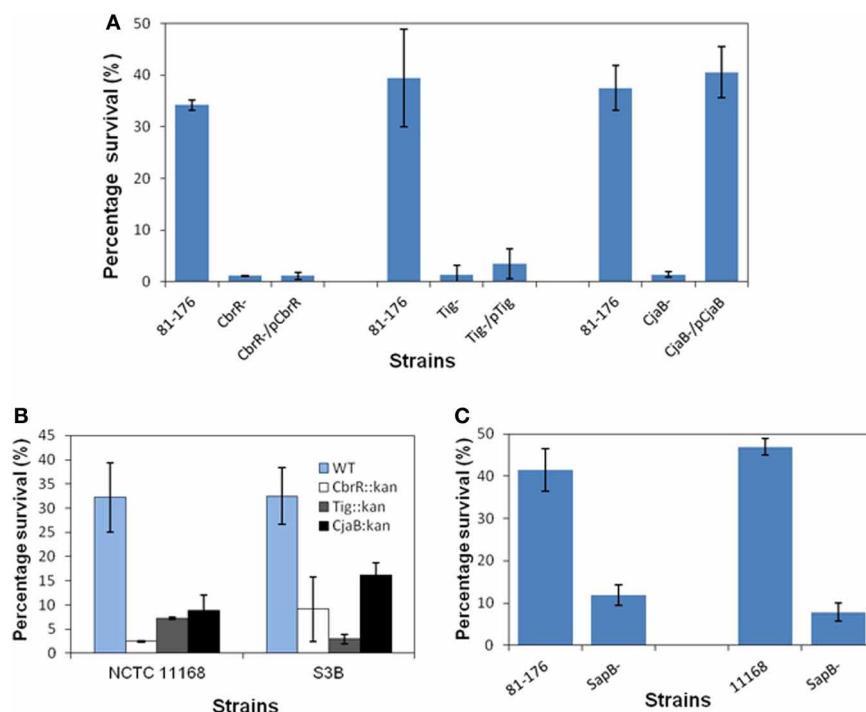 A
Percentage survival (%)
50
40
30
20
10
0
81-176
CbrR-
CbrR-/pCbrR
81-176
Tig-
Tig-/pTig
81-176
CjaB-
CjaB-/pCjaB
Strains
B
Percentage survival (%)
45
40
35
30
25
20
15
10
5
0
WT
CbrR::kan
Tig::kan
CjaB:kan
NCTC 11168
S3B
Strains
C
Percentage survival (%)
50
40
30
20
10
0
81-176
SapB-
11168
SapB-
Strains